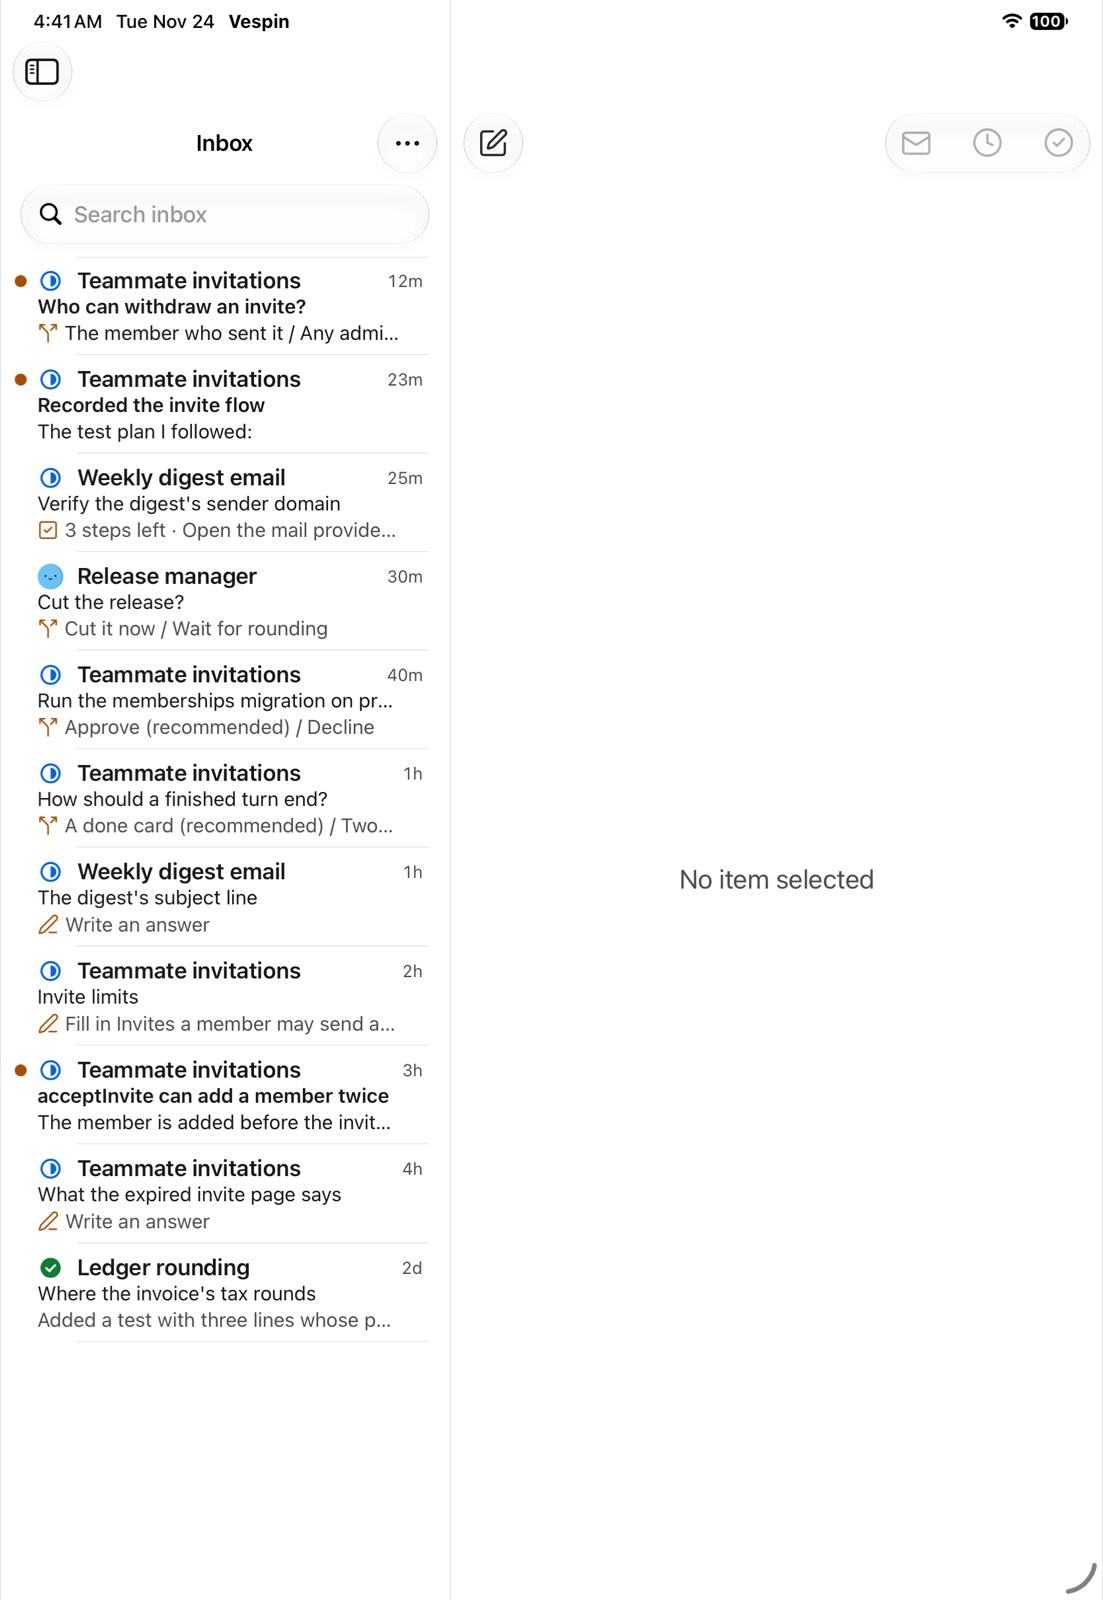 4:41 AM Tue Nov 24 Vespin
100
Inbox
Search inbox
Teammate invitations 12m
Who can withdraw an invite?
The member who sent it / Any admi...
Teammate invitations 23m
Recorded the invite flow
The test plan I followed:
Weekly digest email 25m
Verify the digest's sender domain
3 steps left · Open the mail provide...
Release manager 30m
Cut the release?
Cut it now / Wait for rounding
Teammate invitations 40m
Run the memberships migration on pr...
Approve (recommended) / Decline
Teammate invitations 1h
How should a finished turn end?
A done card (recommended) / Two...
Weekly digest email 1h
The digest's subject line
Write an answer
Teammate invitations 2h
Invite limits
Fill in Invites a member may send a...
Teammate invitations 3h
acceptInvite can add a member twice
The member is added before the invit...
Teammate invitations 4h
What the expired invite page says
Write an answer
Ledger rounding 2d
Where the invoice's tax rounds
Added a test with three lines whose p...
No item selected